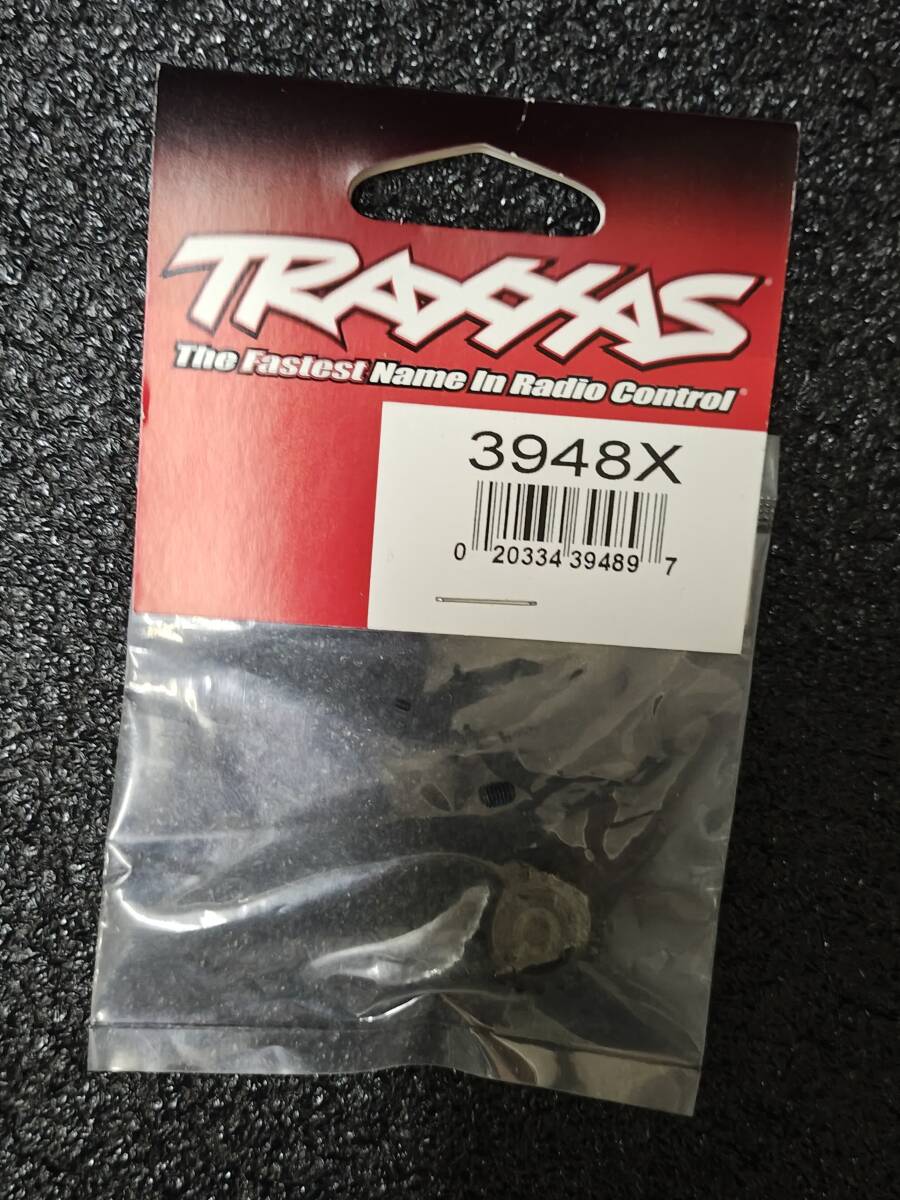 TRAXXAS
The Fastest Name In Radio Control
3948X
0 20334 39489 7